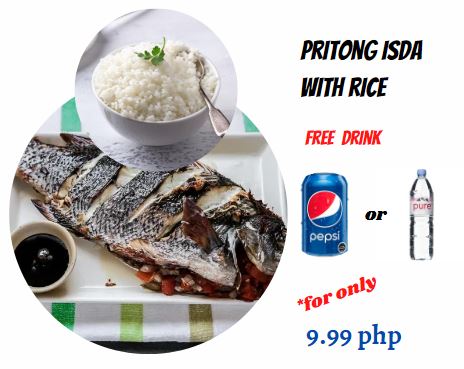 PRITONG ISDA
WITH RICE
FREE DRINK
pepsi
or
pure
*for only
9.99 php